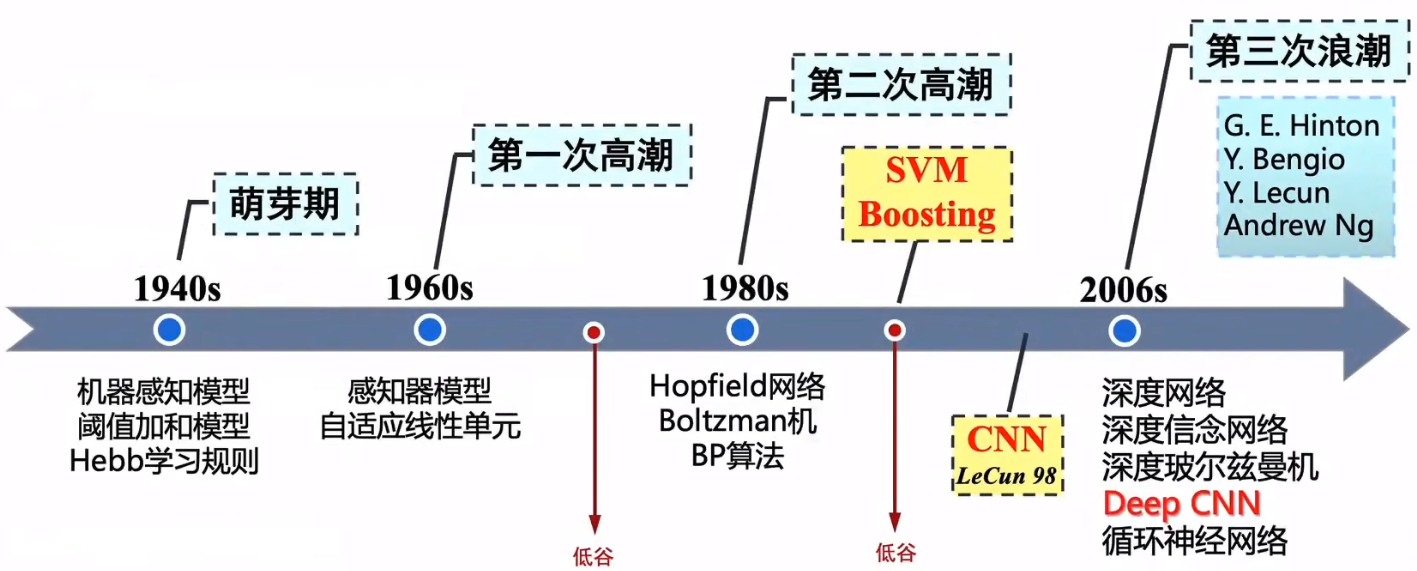 第三次浪潮
G. E. Hinton
Y. Bengio
Y. Lecun
Andrew Ng
第二次高潮
SVM
Boosting
第一次高潮
萌芽期
1940s
1960s
1980s
2006s
机器感知模型
阈值加和模型
Hebb学习规则
感知器模型
自适应线性单元
低谷
Hopfield网络
Boltzman机
BP算法
低谷
CNN
LeCun 98
深度网络
深度信念网络
深度玻尔兹曼机
Deep CNN
循环神经网络